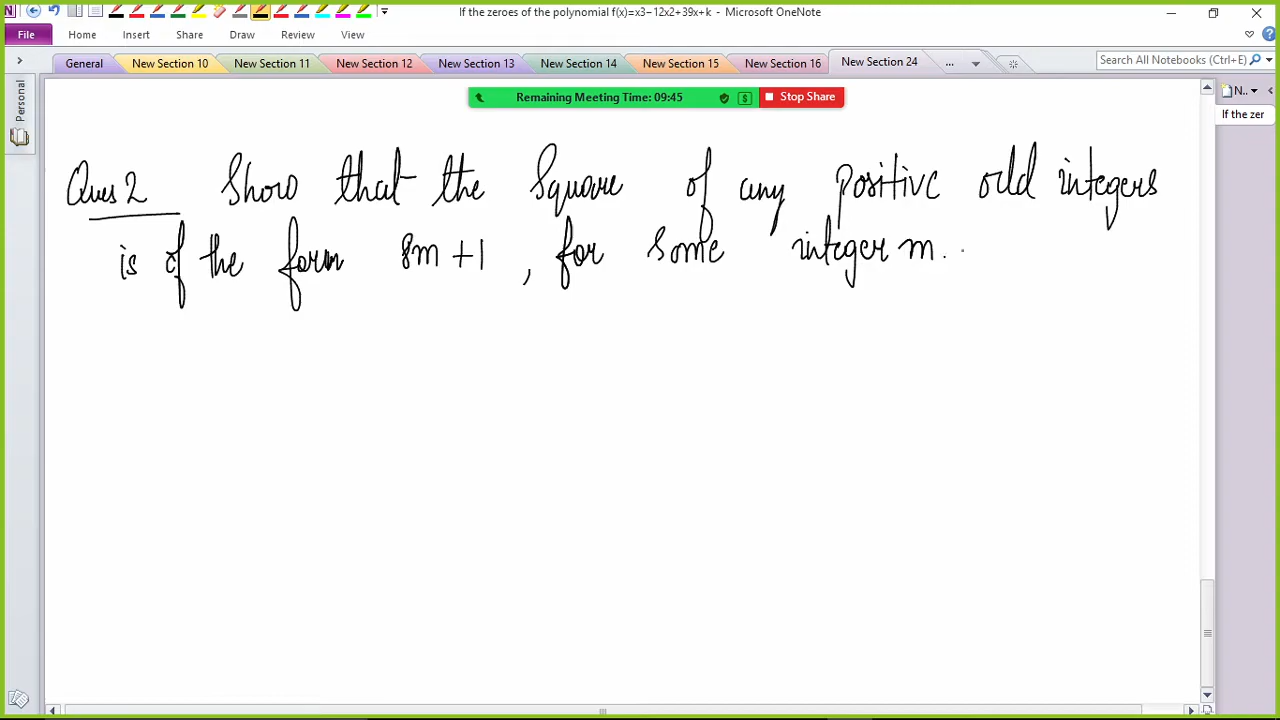 If the zeroes of the polynomial f(x)=x3−12x2+39x+k - Microsoft OneNote
File Home Insert Share Draw Review View
General New Section 10 New Section 11 New Section 12 New Section 13 New Section 14 New Section 15 New Section 16 New Section 24 ... Search All Notebooks (Ctrl+E)
Personal
Remaining Meeting Time: 09:45 Stop Share
N..
If the zer
Ques 2 Show that the Square of any positive odd integers
is of the form 8m + 1 , for some integer m.